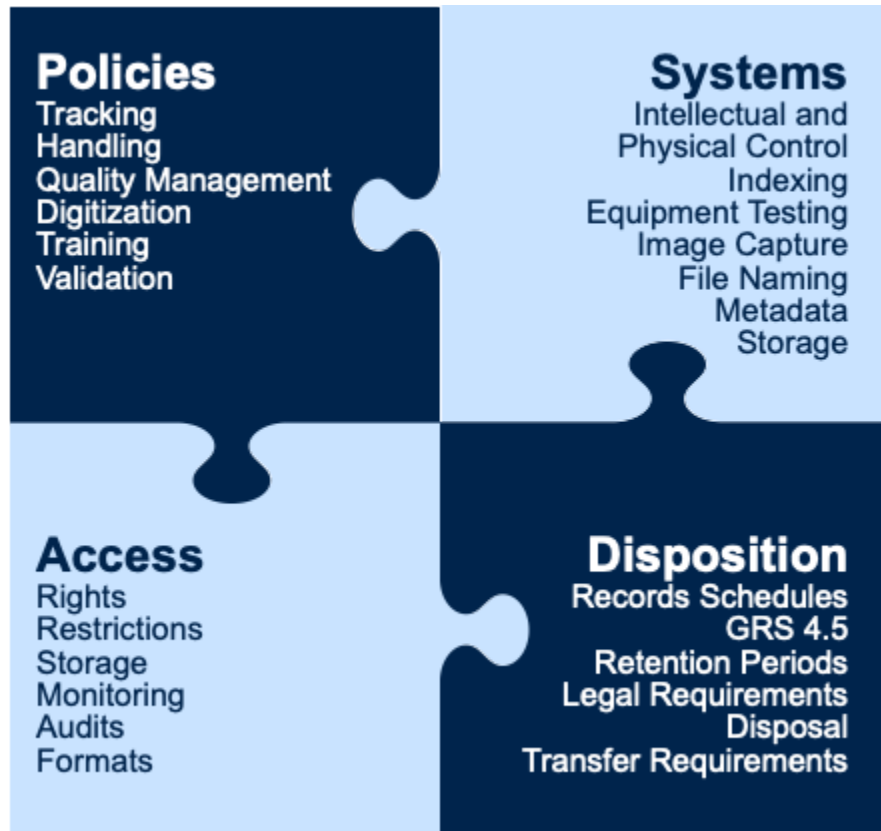 Policies
Tracking
Handling
Quality Management
Digitization
Training
Validation
Systems
Intellectual and
Physical Control
Indexing
Equipment Testing
Image Capture
File Naming
Metadata
Storage
Access
Rights
Restrictions
Storage
Monitoring
Audits
Formats
Disposition
Records Schedules
GRS 4.5
Retention Periods
Legal Requirements
Disposal
Transfer Requirements